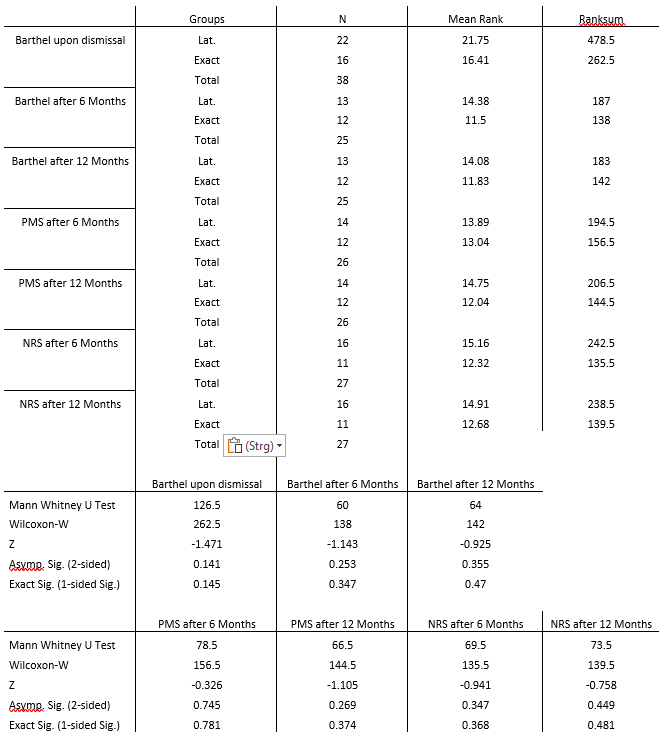 Groups N Mean Rank Ranksum
Barthel upon dismissal Lat. 22 21.75 478.5
Exact 16 16.41 262.5
Total 38
Barthel after 6 Months Lat. 13 14.38 187
Exact 12 11.5 138
Total 25
Barthel after 12 Months Lat. 13 14.08 183
Exact 12 11.83 142
Total 25
PMS after 6 Months Lat. 14 13.89 194.5
Exact 12 13.04 156.5
Total 26
PMS after 12 Months Lat. 14 14.75 206.5
Exact 12 12.04 144.5
Total 26
NRS after 6 Months Lat. 16 15.16 242.5
Exact 11 12.32 135.5
Total 27
NRS after 12 Months Lat. 16 14.91 238.5
Exact 11 12.68 139.5
Total (Strg) 27
Barthel upon dismissal Barthel after 6 Months Barthel after 12 Months
Mann Whitney U Test 126.5 60 64
Wilcoxon-W 262.5 138 142
Z -1.471 -1.143 -0.925
Asymp. Sig. (2-sided) 0.141 0.253 0.355
Exact Sig. (1-sided Sig.) 0.145 0.347 0.47
PMS after 6 Months PMS after 12 Months NRS after 6 Months NRS after 12 Months
Mann Whitney U Test 78.5 66.5 69.5 73.5
Wilcoxon-W 156.5 144.5 135.5 139.5
Z -0.326 -1.105 -0.941 -0.758
Asymp. Sig. (2-sided) 0.745 0.269 0.347 0.449
Exact Sig. (1-sided Sig.) 0.781 0.374 0.368 0.481